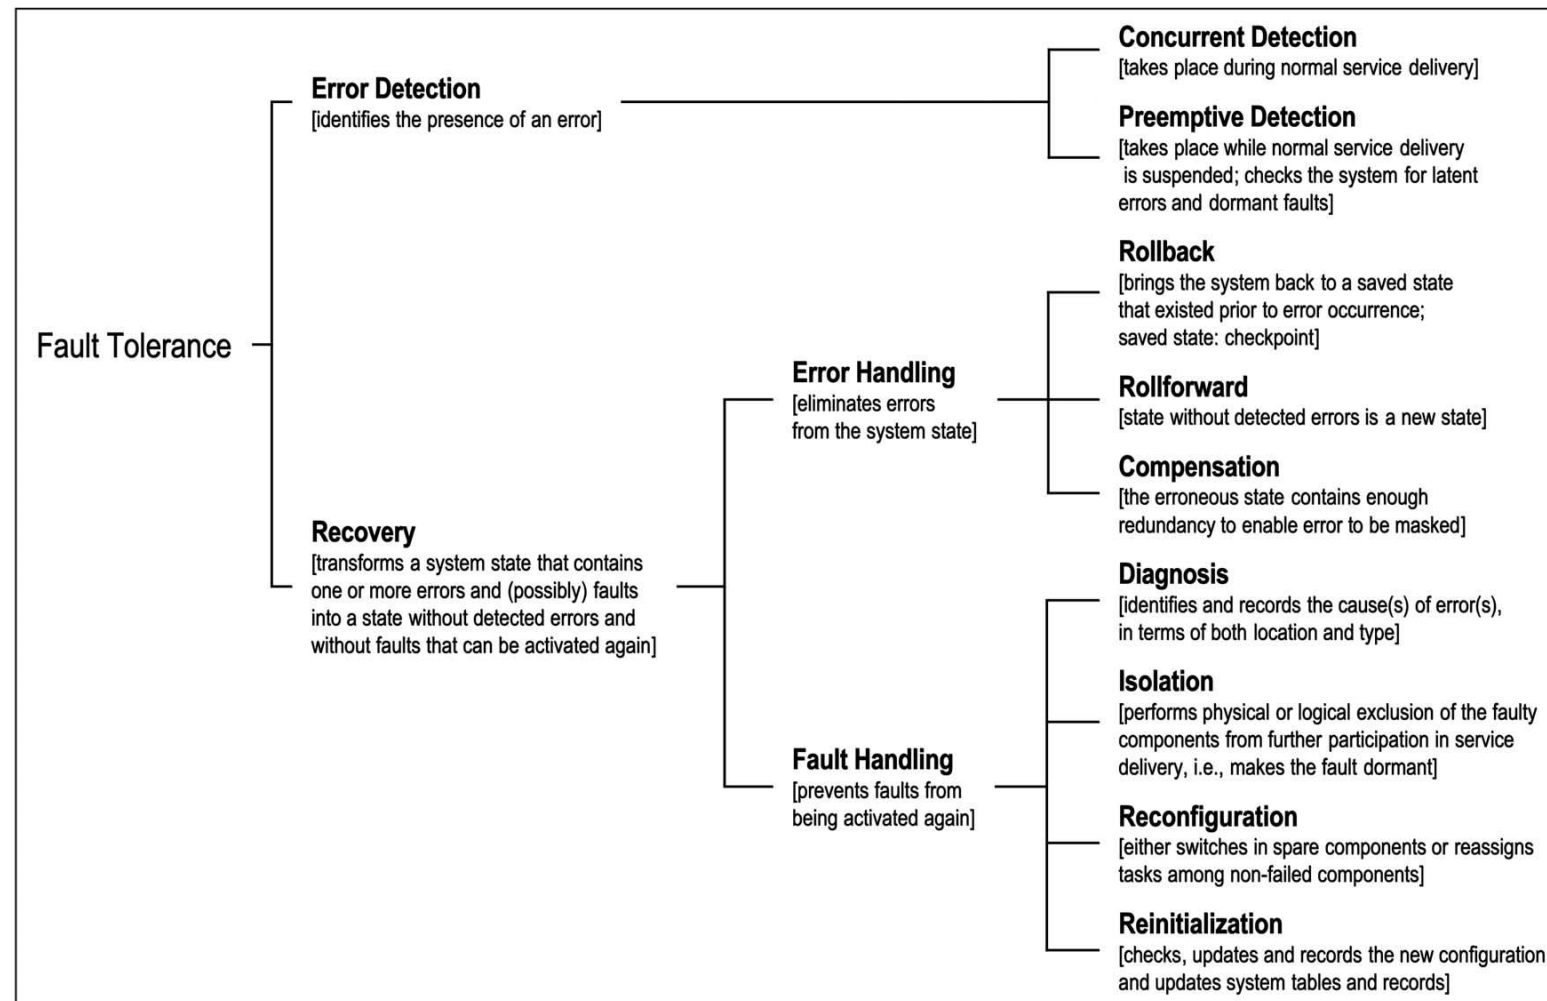 Fault Tolerance
Error Detection
[identifies the presence of an error]
Concurrent Detection
[takes place during normal service delivery]
Preemptive Detection
[takes place while normal service delivery
is suspended; checks the system for latent
errors and dormant faults]
Recovery
[transforms a system state that contains
one or more errors and (possibly) faults
into a state without detected errors and
without faults that can be activated again]
Error Handling
[eliminates errors
from the system state]
Rollback
[brings the system back to a saved state
that existed prior to error occurrence;
saved state: checkpoint]
Rollforward
[state without detected errors is a new state]
Compensation
[the erroneous state contains enough
redundancy to enable error to be masked]
Fault Handling
[prevents faults from
being activated again]
Diagnosis
[identifies and records the cause(s) of error(s),
in terms of both location and type]
Isolation
[performs physical or logical exclusion of the faulty
components from further participation in service
delivery, i.e., makes the fault dormant]
Reconfiguration
[either switches in spare components or reassigns
tasks among non-failed components]
Reinitialization
[checks, updates and records the new configuration
and updates system tables and records]